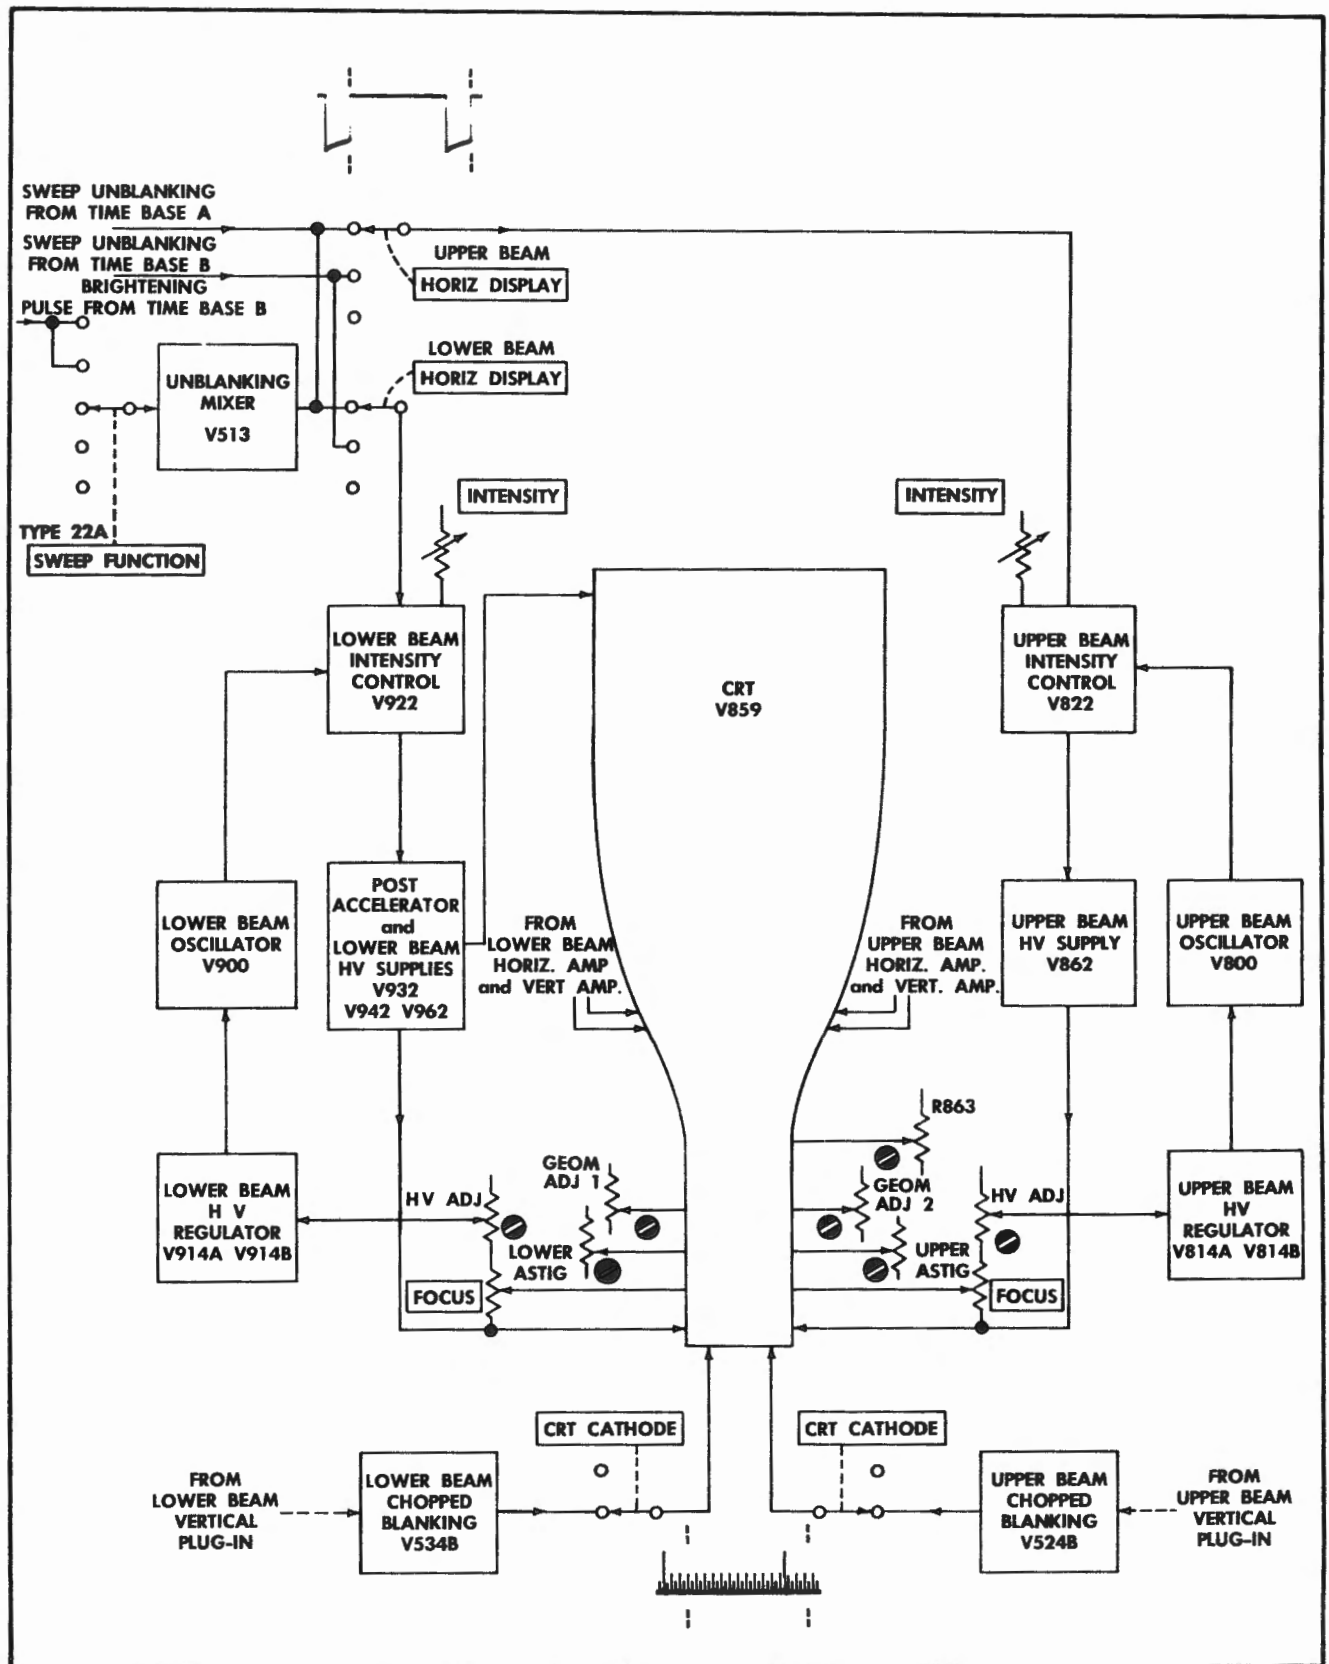 SWEEP UNBLANKING
FROM TIME BASE A
SWEEP UNBLANKING
FROM TIME BASE B
BRIGHTENING
PULSE FROM TIME BASE B
UPPER BEAM
HORIZ DISPLAY
LOWER BEAM
HORIZ DISPLAY
UNBLANKING
MIXER
V513
TYPE 22A
SWEEP FUNCTION
INTENSITY
INTENSITY
LOWER BEAM
INTENSITY
CONTROL
V922
CRT
V859
UPPER BEAM
INTENSITY
CONTROL
V822
LOWER BEAM
OSCILLATOR
V900
POST
ACCELERATOR
and
LOWER BEAM
HV SUPPLIES
V932
V942 V962
FROM
LOWER BEAM
HORIZ. AMP
and VERT AMP.
FROM
UPPER BEAM
HORIZ. AMP.
and VERT. AMP.
UPPER BEAM
HV SUPPLY
V862
UPPER BEAM
OSCILLATOR
V800
R863
LOWER BEAM
H V
REGULATOR
V914A V914B
HV ADJ
GEOM
ADJ 1
LOWER
ASTIG
FOCUS
GEOM
ADJ 2
UPPER
ASTIG
HV ADJ
FOCUS
UPPER BEAM
HV
REGULATOR
V814A V814B
CRT CATHODE
CRT CATHODE
FROM
LOWER BEAM
VERTICAL
PLUG-IN
LOWER BEAM
CHOPPED
BLANKING
V534B
UPPER BEAM
CHOPPED
BLANKING
V524B
FROM
UPPER BEAM
VERTICAL
PLUG-IN